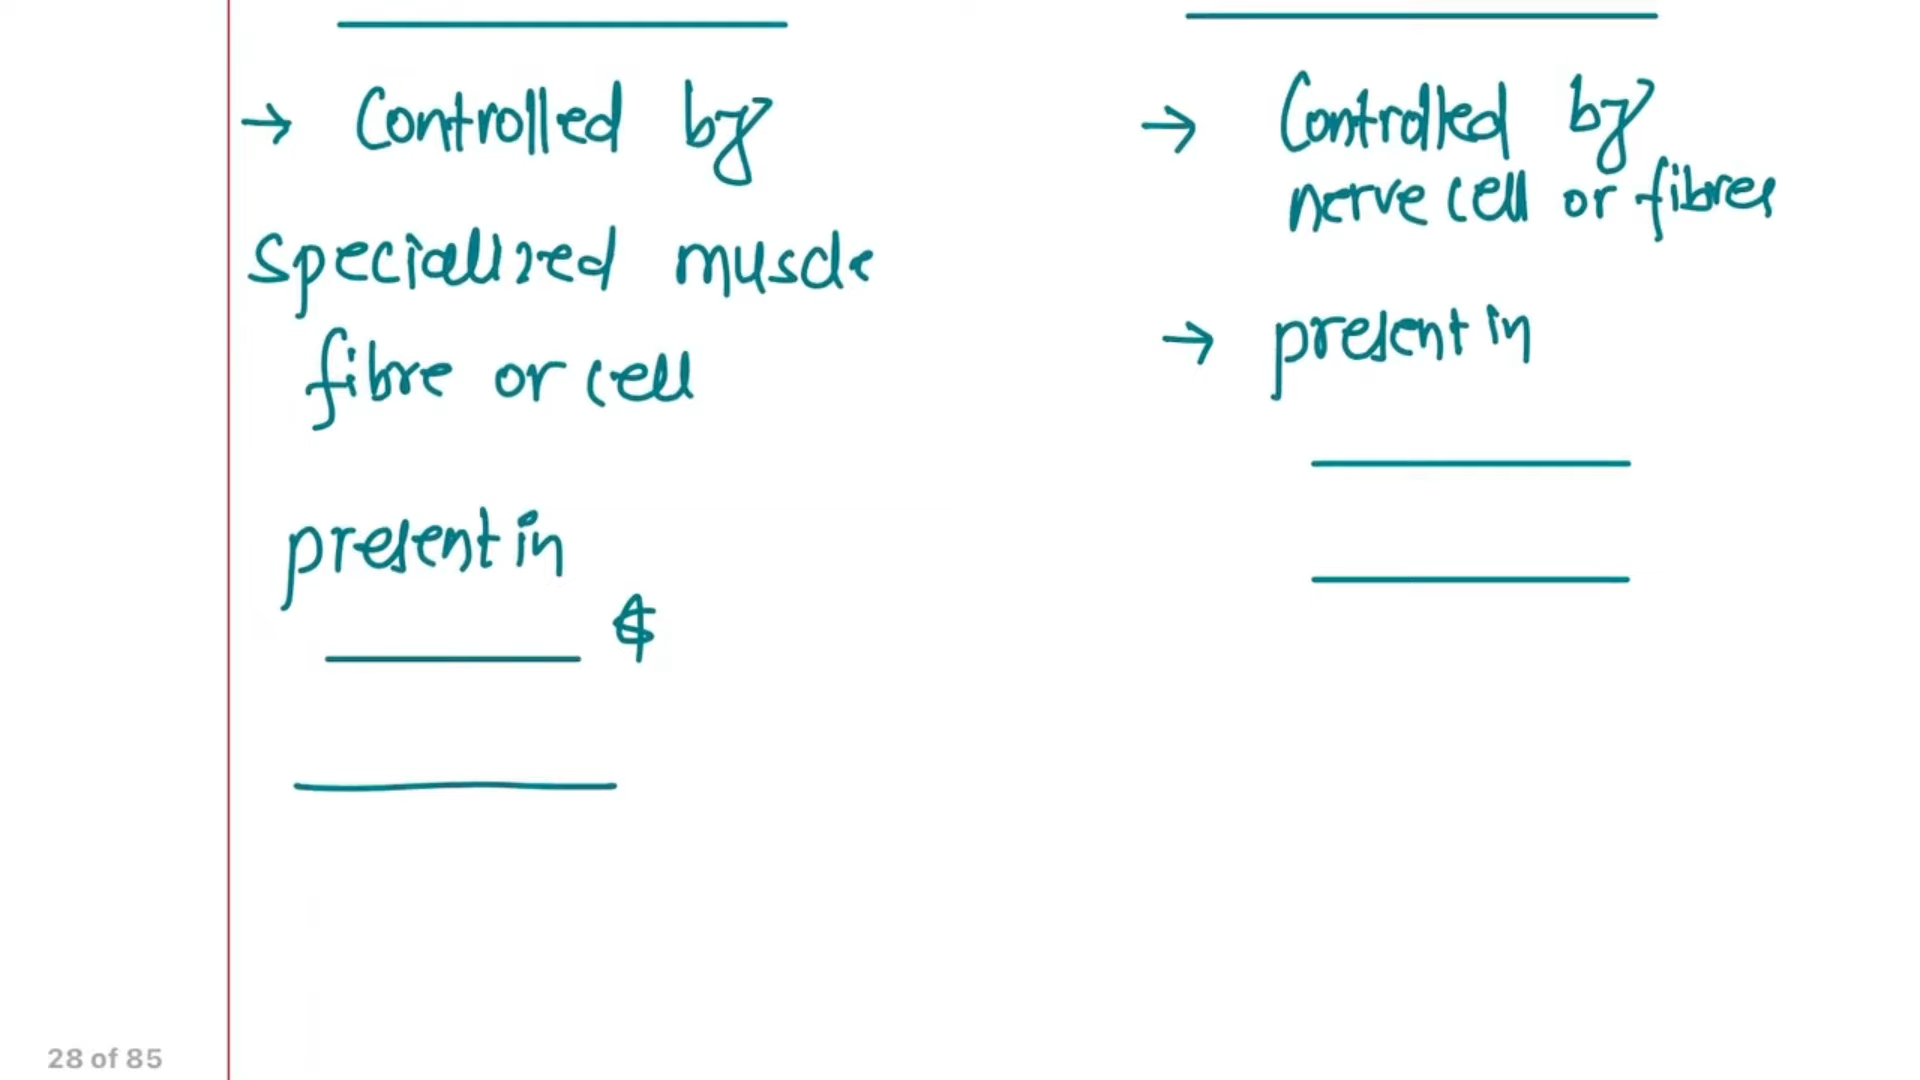 → Controlled by
specialized muscle
fibre or cell
present in
&
→ Controlled by
nerve cell or fibres
→ present in
28 of 85